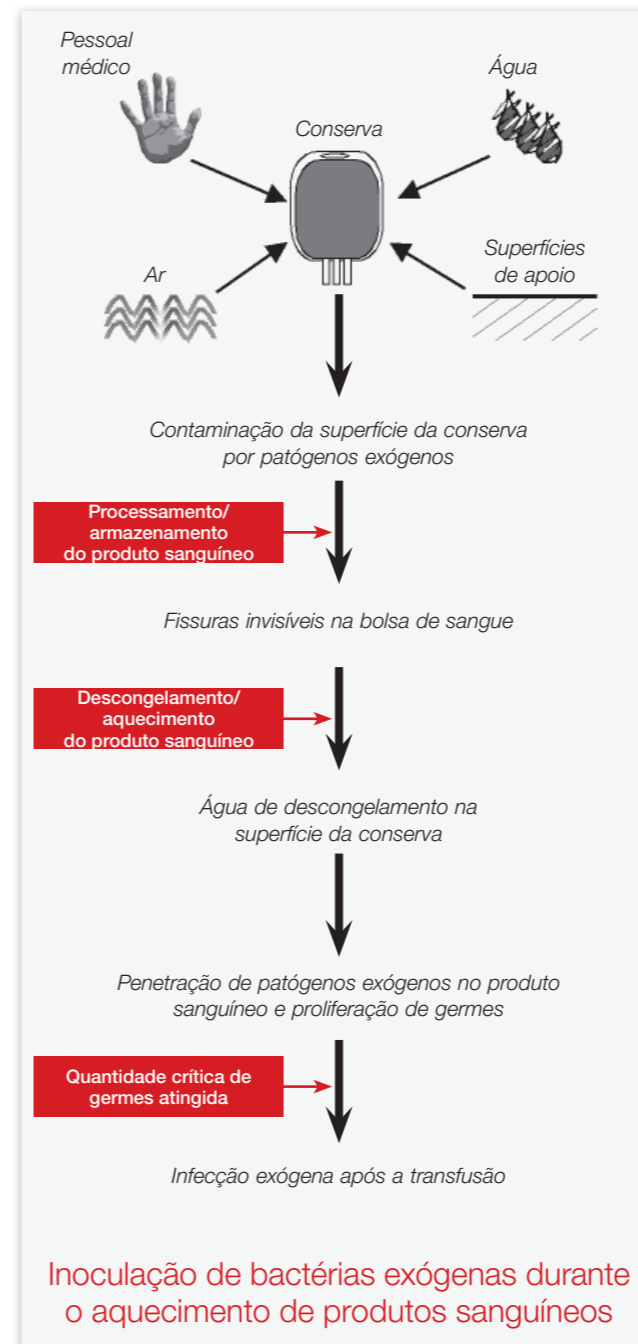 Pessoal
médico
Água
Conserva
Ar
Superfícies
de apoio
Contaminação da superfície da conserva
por patógenos exógenos
Processamento/
armazenamento
do produto sanguíneo
Fissuras invisíveis na bolsa de sangue
Descongelamento/
aquecimento
do produto sanguíneo
Água de descongelamento na
superfície da conserva
Penetração de patógenos exógenos no produto
sanguíneo e proliferação de germes
Quantidade crítica de
germes atingida
Infecção exógena após a transfusão
Inoculação de bactérias exógenas durante
o aquecimento de produtos sanguíneos